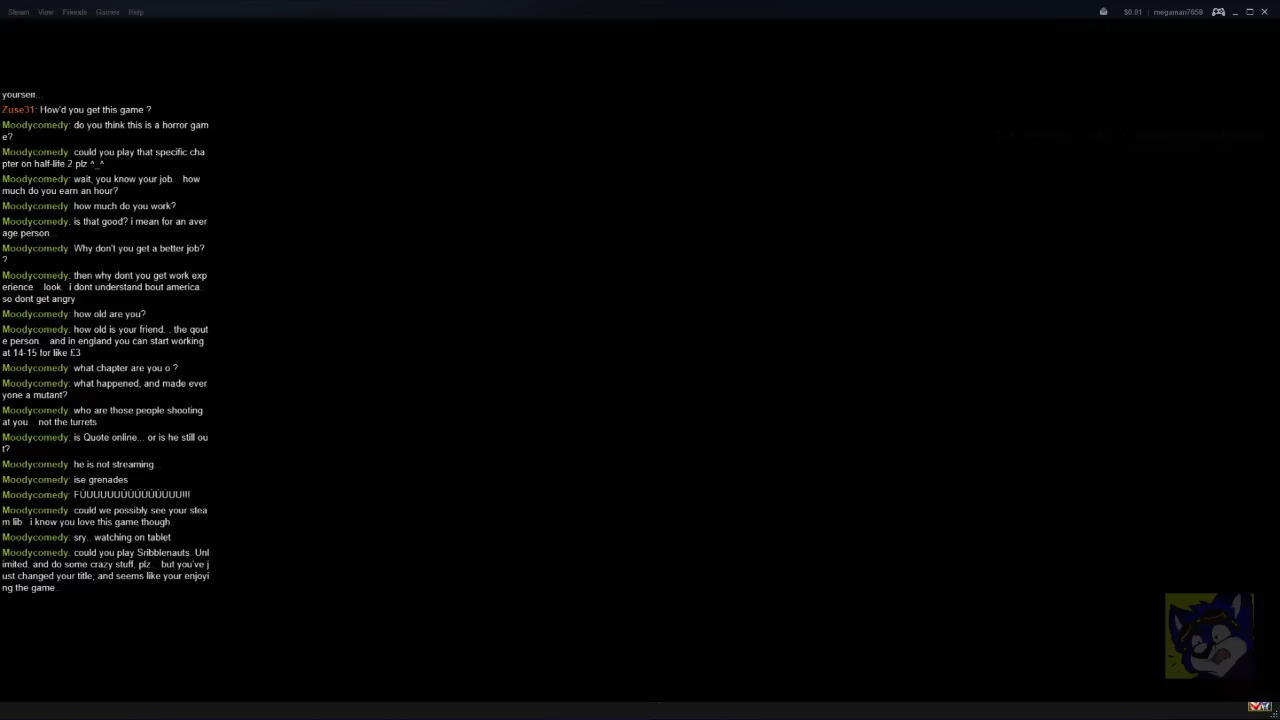 Steam View Friends Games Help
$0.01 | megaman7659
Zuse31: How'd you get this game ?
Moodycomedy: do you think this is a horror gam
e?
Moodycomedy: could you play that specific cha
pter on half-life 2 plz ^_^
Moodycomedy: wait, you know your job... how
much do you earn an hour?
Moodycomedy: how much do you work?
Moodycomedy: is that good? i mean for an aver
age person...
Moodycomedy: Why don't you get a better job?
?
Moodycomedy: then why dont you get work exp
erience... look.. i dont understand bout america..
so dont get angry
Moodycomedy: how old are you?
Moodycomedy: how old is your friend. . the qout
e person... and in england you can start working
at 14-15 for like £3
Moodycomedy: what chapter are you o ?
Moodycomedy: what happened, and made ever
yone a mutant?
Moodycomedy: who are those people shooting
at you... not the turrets
Moodycomedy: is Quote online... or is he still ou
t?
Moodycomedy: he is not streaming...
Moodycomedy: ise grenades
Moodycomedy: could we possibly see your stea
m lib.. i know you love this game though.
Moodycomedy: sry.. watching on tablet
Moodycomedy: could you play Sribblenauts. Unl
imited, and do some crazy stuff, plz... but you've j
ust changed your title, and seems like your enjoyi
ng the game..